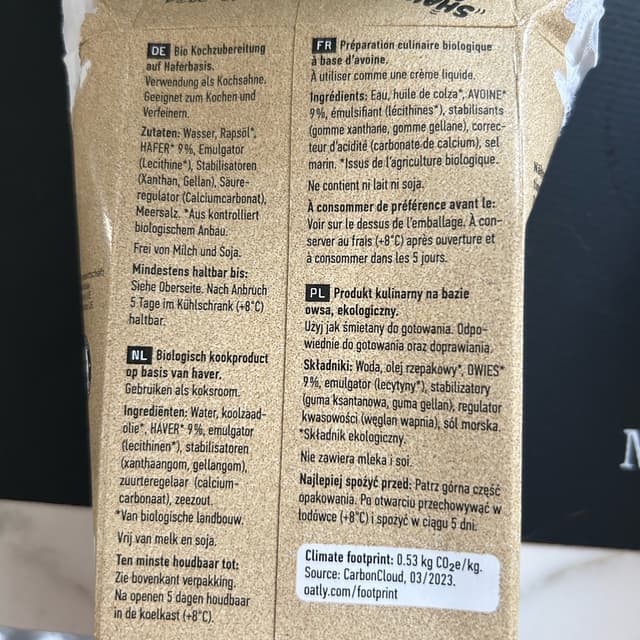 "SHA
DE Bio Kochzubereitung
auf Haferbasis.
Verwendung als Kochsahne.
Geeignet zum Kochen und
Verfeinern.
Zutaten: Wasser, Rapsöl*,
HAFER* 9%, Emulgator
(Lecithine*), Stabilisatoren
(Xanthan, Gellan), Säure-
regulator (Calciumcarbonat),
Meersalz. *Aus kontrolliert
biologischem Anbau.
Frei von Milch und Soja.
Mindestens haltbar bis:
Siehe Oberseite. Nach Anbruch
5 Tage im Kühlschrank (+8°C)
haltbar.
NL Biologisch kookproduct
op basis van haver.
Gebruiken als kooksroom.
Ingrediënten: Water, koolzaad-
olie*, HAVER* 9%, emulgator
(lecithinen*), stabilisatoren
(xanthaangom, gellangom),
zuurteregelaar (calcium-
carbonaat), zeezout.
*Van biologische landbouw.
Vrij van melk en soja.
Ten minste houdbaar tot:
Zie bovenkant verpakking.
Na openen 5 dagen houdbaar
in de koelkast (+8°C).
FR Préparation culinaire biologique
à base d'avoine.
À utiliser comme une crème liquide.
Ingrédients: Eau, huile de colza*, AVOINE*
9%, émulsifiant (lécithines*), stabilisants
(gomme xanthane, gomme gellane), correc-
teur d'acidité (carbonate de calcium), sel
marin. *Issus de l'agriculture biologique.
Ne contient ni lait ni soja.
À consommer de préférence avant le:
Voir sur le dessus de l'emballage. À con-
server au frais (+8°C) après ouverture et
à consommer dans les 5 jours.
PL Produkt kulinarny na bazie
owsa, ekologiczny.
Użyj jak śmietany do gotowania. Odpo-
wiednie do gotowania oraz doprawiania.
Składniki: Woda, olej rzepakowy*, OWIES*
9%, emulgator (lecytyny*), stabilizatory
(guma ksantanowa, guma gellan), regulator
kwasowości (węglan wapnia), sól morska.
*Składnik ekologiczny.
Nie zawiera mleka i soi.
Najlepiej spożyć przed: Patrz górna część
opakowania. Po otwarciu przechowywać w
lodówce (+8°C) i spożyć w ciągu 5 dni.
Climate footprint: 0.53 kg CO₂e/kg.
Source: CarbonCloud, 03/2023.
oatly.com/footprint